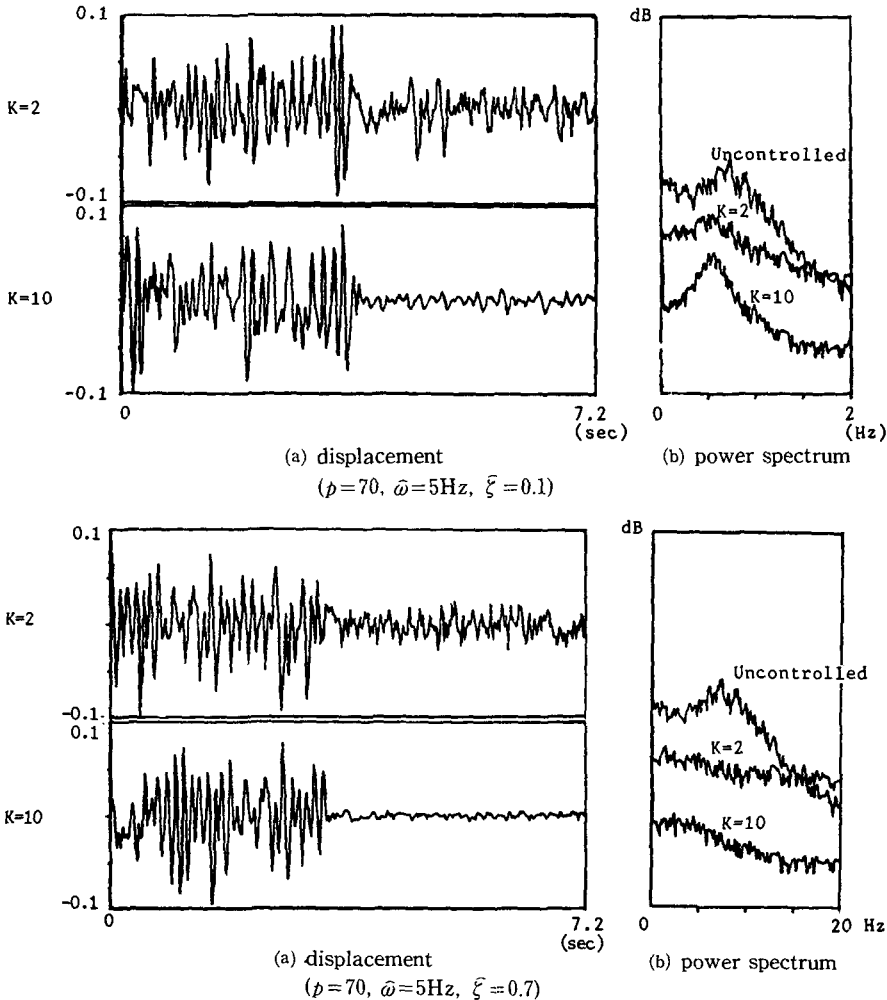 0.1
dB
K=2
Uncontrolled
-0.1
0.1
K=2
K=10
K=10
-0.1
0
7.2
(sec)
0
2
(Hz)
(a) displacement
(b) power spectrum
(p=70, ω̂=5Hz, ζ̂=0.1)
0.1
dB
K=2
Uncontrolled
-0.1
0.1
K=2
K=10
K=10
-0.1
0
7.2
(sec)
0
20 Hz
(a) displacement
(b) power spectrum
(p=70, ω̂=5Hz, ζ̂=0.7)